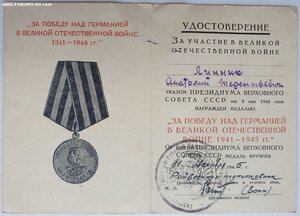 www.FORUMS-SU.com
„ЗА ПОБЕДУ НАД ГЕРМАНИЕЙ
В ВЕЛИКОЙ ОТЕЧЕСТВЕННОЙ ВОЙНЕ
1941—1945 гг."
УДОСТОВЕРЕНИЕ
ЗА УЧАСТИЕ В ВЕЛИКОЙ
ОТЕЧЕСТВЕННОЙ ВОЙНЕ
Линник
Анатолий
УКАЗОМ ПРЕЗИДИУМА ВЕРХОВНОГО
СОВЕТА СССР от 9 мая 1945 года
НАГРАЖДЕН МЕДАЛЬЮ
„ЗА ПОБЕДУ НАД ГЕРМАНИЕЙ
В ВЕЛИКОЙ ОТЕЧЕСТВЕННОЙ
ВОЙНЕ 1941—1945 гг."
ПРЕЗИДИУМА ВЕРХОВНОГО
СОВЕТА СССР МЕДАЛЬ ВРУЧЕНА
М. П.